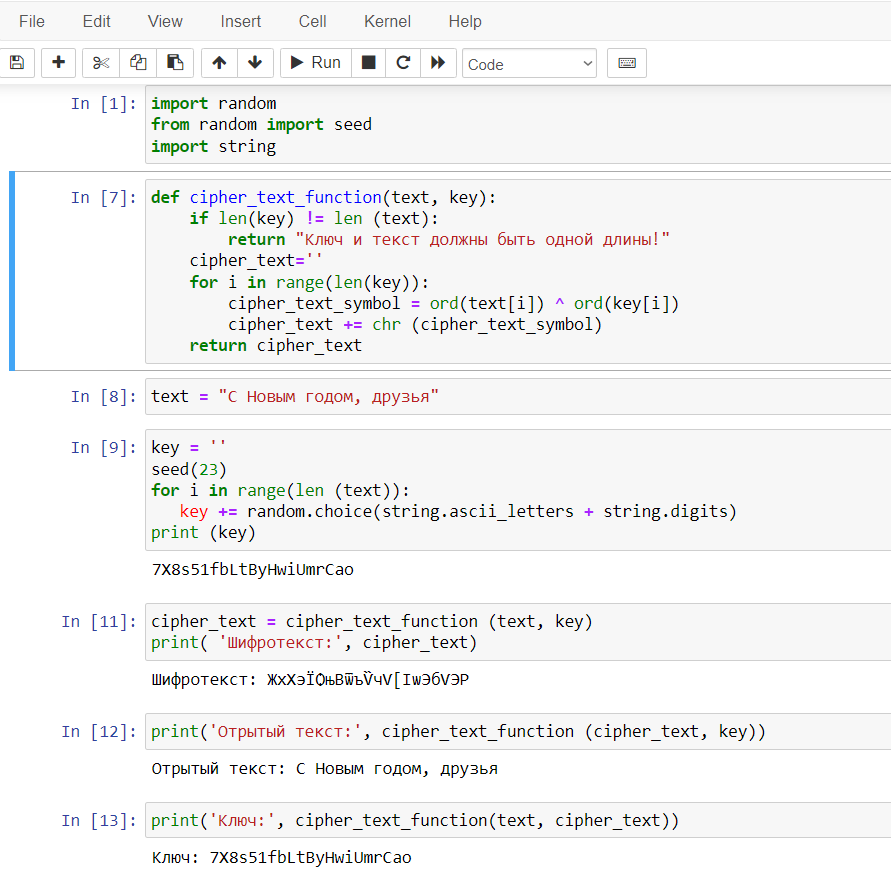 File Edit View Insert Cell Kernel Help
Run Code
In [1]: import random
from random import seed
import string
In [7]: def cipher_text_function(text, key):
if len(key) != len (text):
return "Ключ и текст должны быть одной длины!"
cipher_text=''
for i in range(len(key)):
cipher_text_symbol = ord(text[i]) ^ ord(key[i])
cipher_text += chr (cipher_text_symbol)
return cipher_text
In [8]: text = "С Новым годом, друзья"
In [9]: key = ''
seed(23)
for i in range(len (text)):
key += random.choice(string.ascii_letters + string.digits)
print (key)
7X8s51fbLtByHwiUmrCao
In [11]: cipher_text = cipher_text_function (text, key)
print( 'Шифротекст:', cipher_text)
Шифротекст:
In [12]: print('Отрытый текст:', cipher_text_function (cipher_text, key))
Отрытый текст: С Новым годом, друзья
In [13]: print('Ключ:', cipher_text_function(text, cipher_text))
Ключ: 7X8s51fbLtByHwiUmrCao